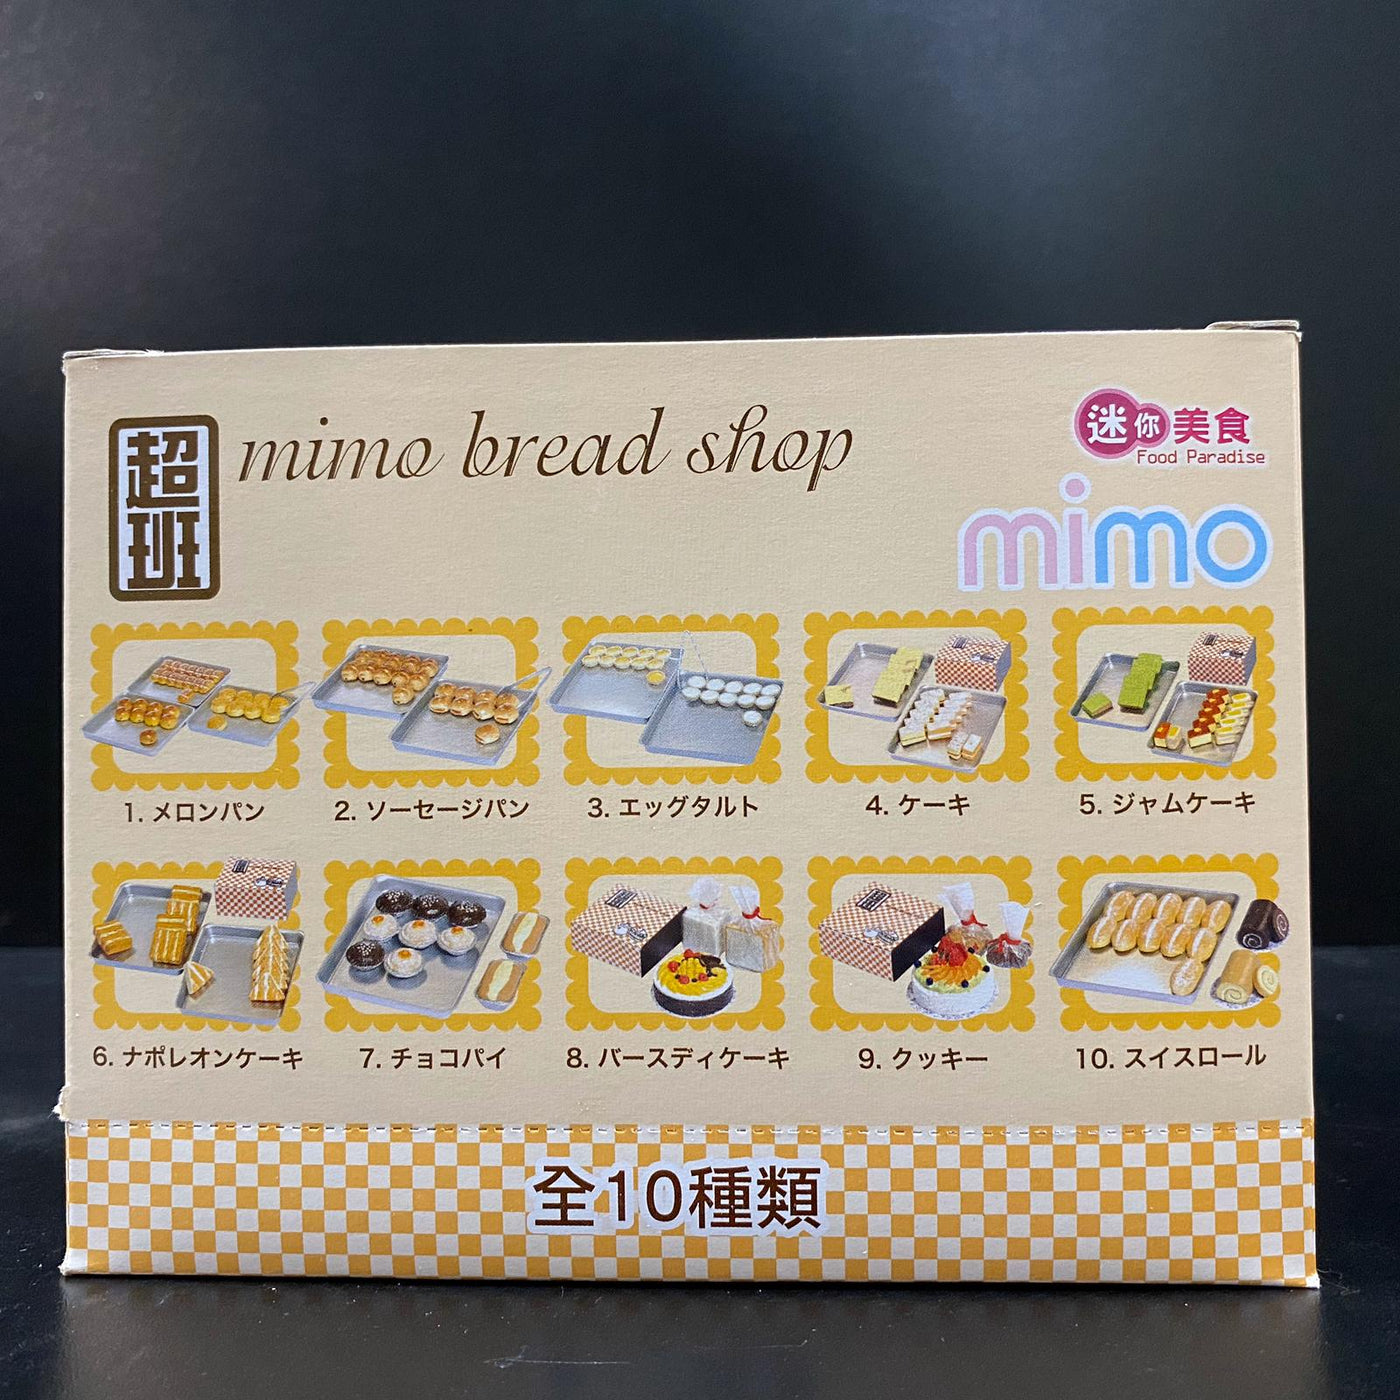 超班
mimo bread shop
迷你美食
Food Paradise
mimo
1. メロンパン
2. ソーセージパン
3. エッグタルト
4. ケーキ
5. ジャムケーキ
6. ナポレオンケーキ
7. チョコパイ
8. バースディケーキ
9. クッキー
10. スイスロール
全10種類